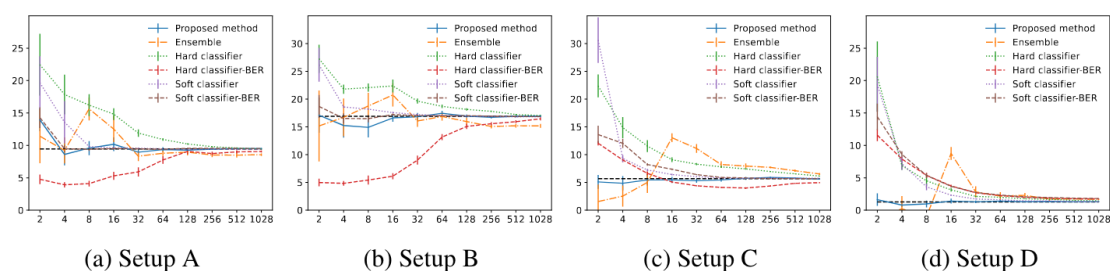 Proposed method
Ensemble
Hard classifier
Hard classifier-BER
Soft classifier
Soft classifier-BER
25
20
15
10
5
0
2 4 8 16 32 64 128 256 512 1028
(a) Setup A
Proposed method
Ensemble
Hard classifier
Hard classifier-BER
Soft classifier
Soft classifier-BER
30
25
20
15
10
5
0
2 4 8 16 32 64 128 256 512 1028
(b) Setup B
Proposed method
Ensemble
Hard classifier
Hard classifier-BER
Soft classifier
Soft classifier-BER
30
25
20
15
10
5
0
2 4 8 16 32 64 128 256 512 1028
(c) Setup C
Proposed method
Ensemble
Hard classifier
Hard classifier-BER
Soft classifier
Soft classifier-BER
25
20
15
10
5
0
2 4 8 16 32 64 128 256 512 1028
(d) Setup D